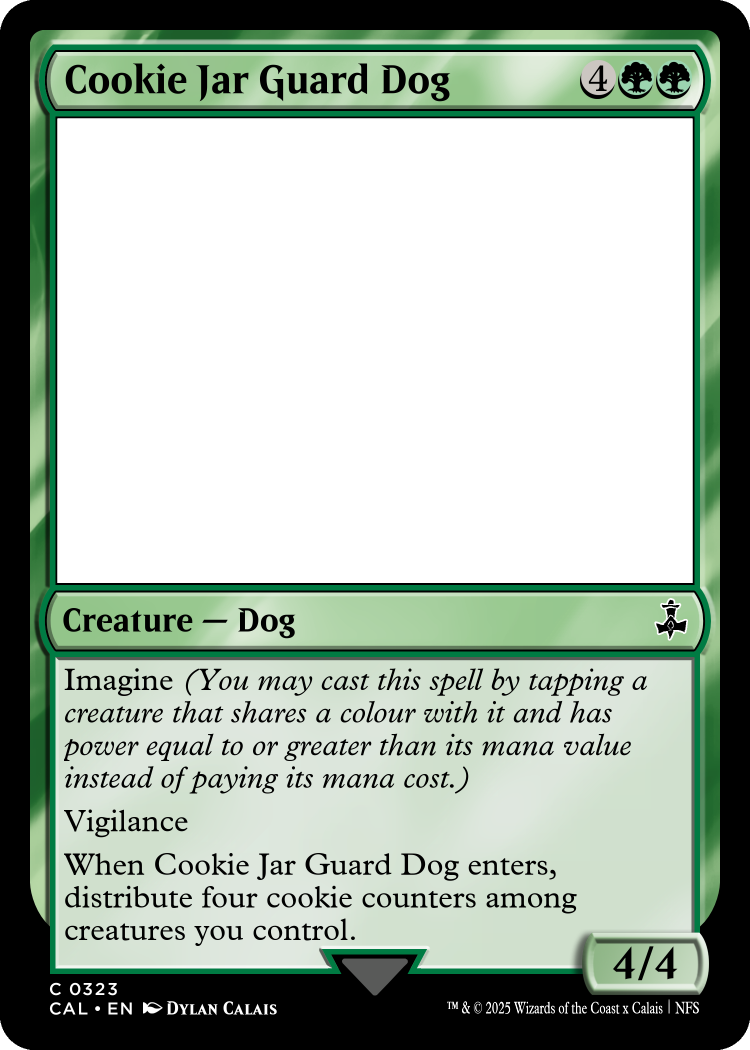 Cookie Jar Guard Dog 4
Creature — Dog
Imagine (You may cast this spell by tapping a
creature that shares a colour with it and has
power equal to or greater than its mana value
instead of paying its mana cost.)
Vigilance
When Cookie Jar Guard Dog enters,
distribute four cookie counters among
creatures you control.
4/4
C 0323
CAL • EN DYLAN CALAIS
™ & © 2025 Wizards of the Coast x Calais | NFS